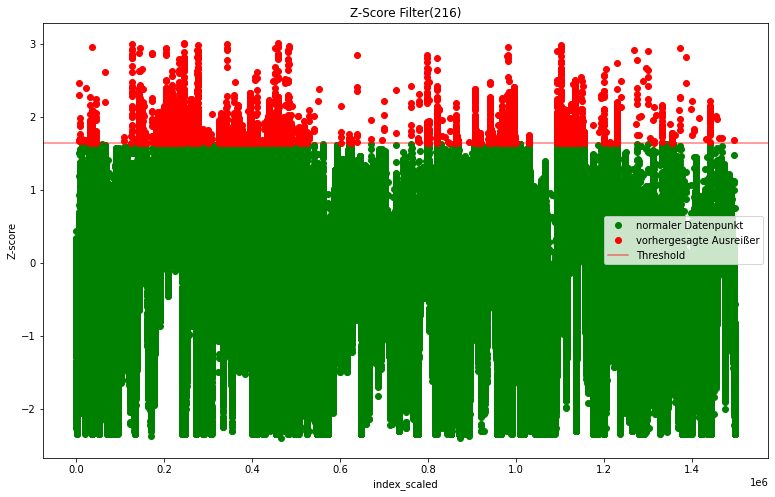 Z-Score Filter(216)
3
2
1
0
−1
−2
Z-score
normaler Datenpunkt
vorhergesagte Ausreißer
Threshold
0.0 0.2 0.4 0.6 0.8 1.0 1.2 1.4
1e6
index_scaled